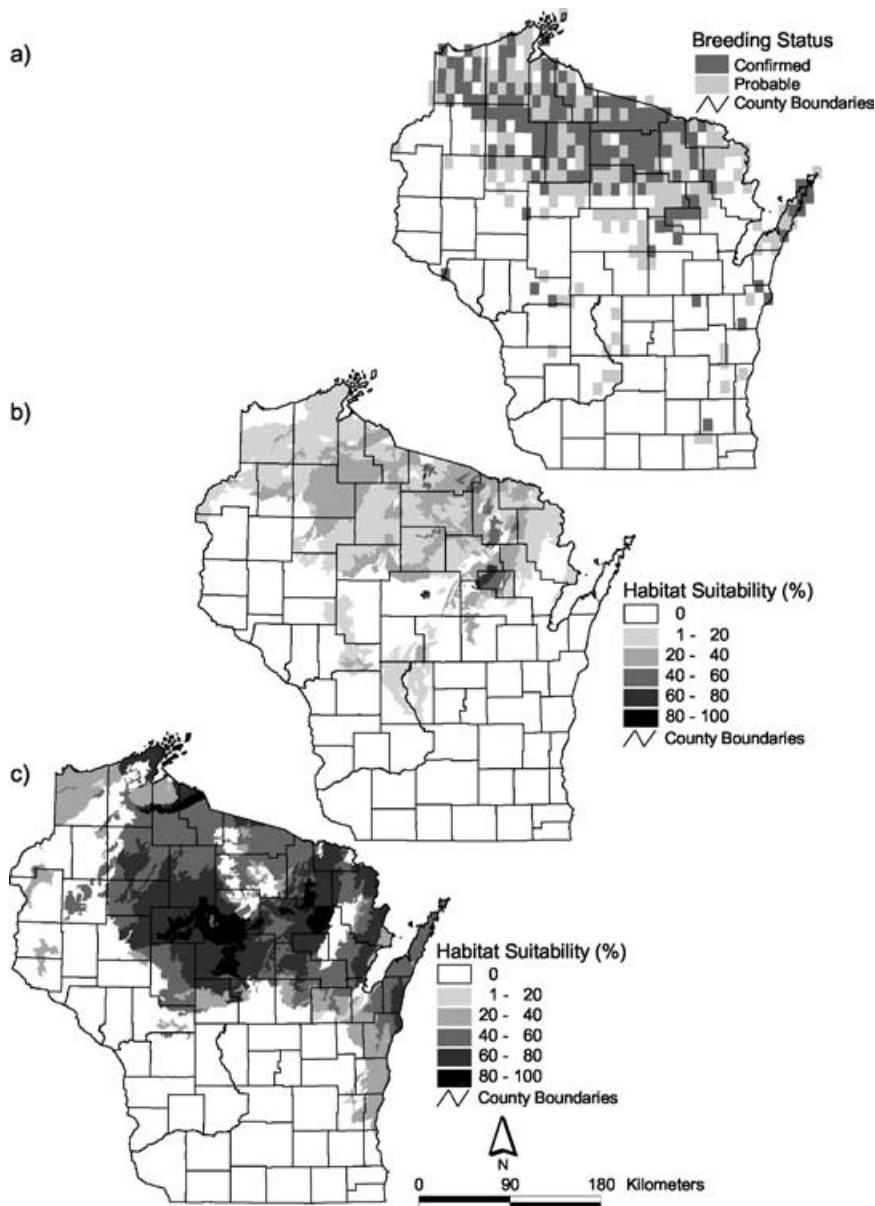 a)
Breeding Status
Confirmed
Probable
County Boundaries
b)
Habitat Suitability (%)
0
1 - 20
20 - 40
40 - 60
60 - 80
80 - 100
County Boundaries
c)
Habitat Suitability (%)
0
1 - 20
20 - 40
40 - 60
60 - 80
80 - 100
County Boundaries
N
0 90 180 Kilometers